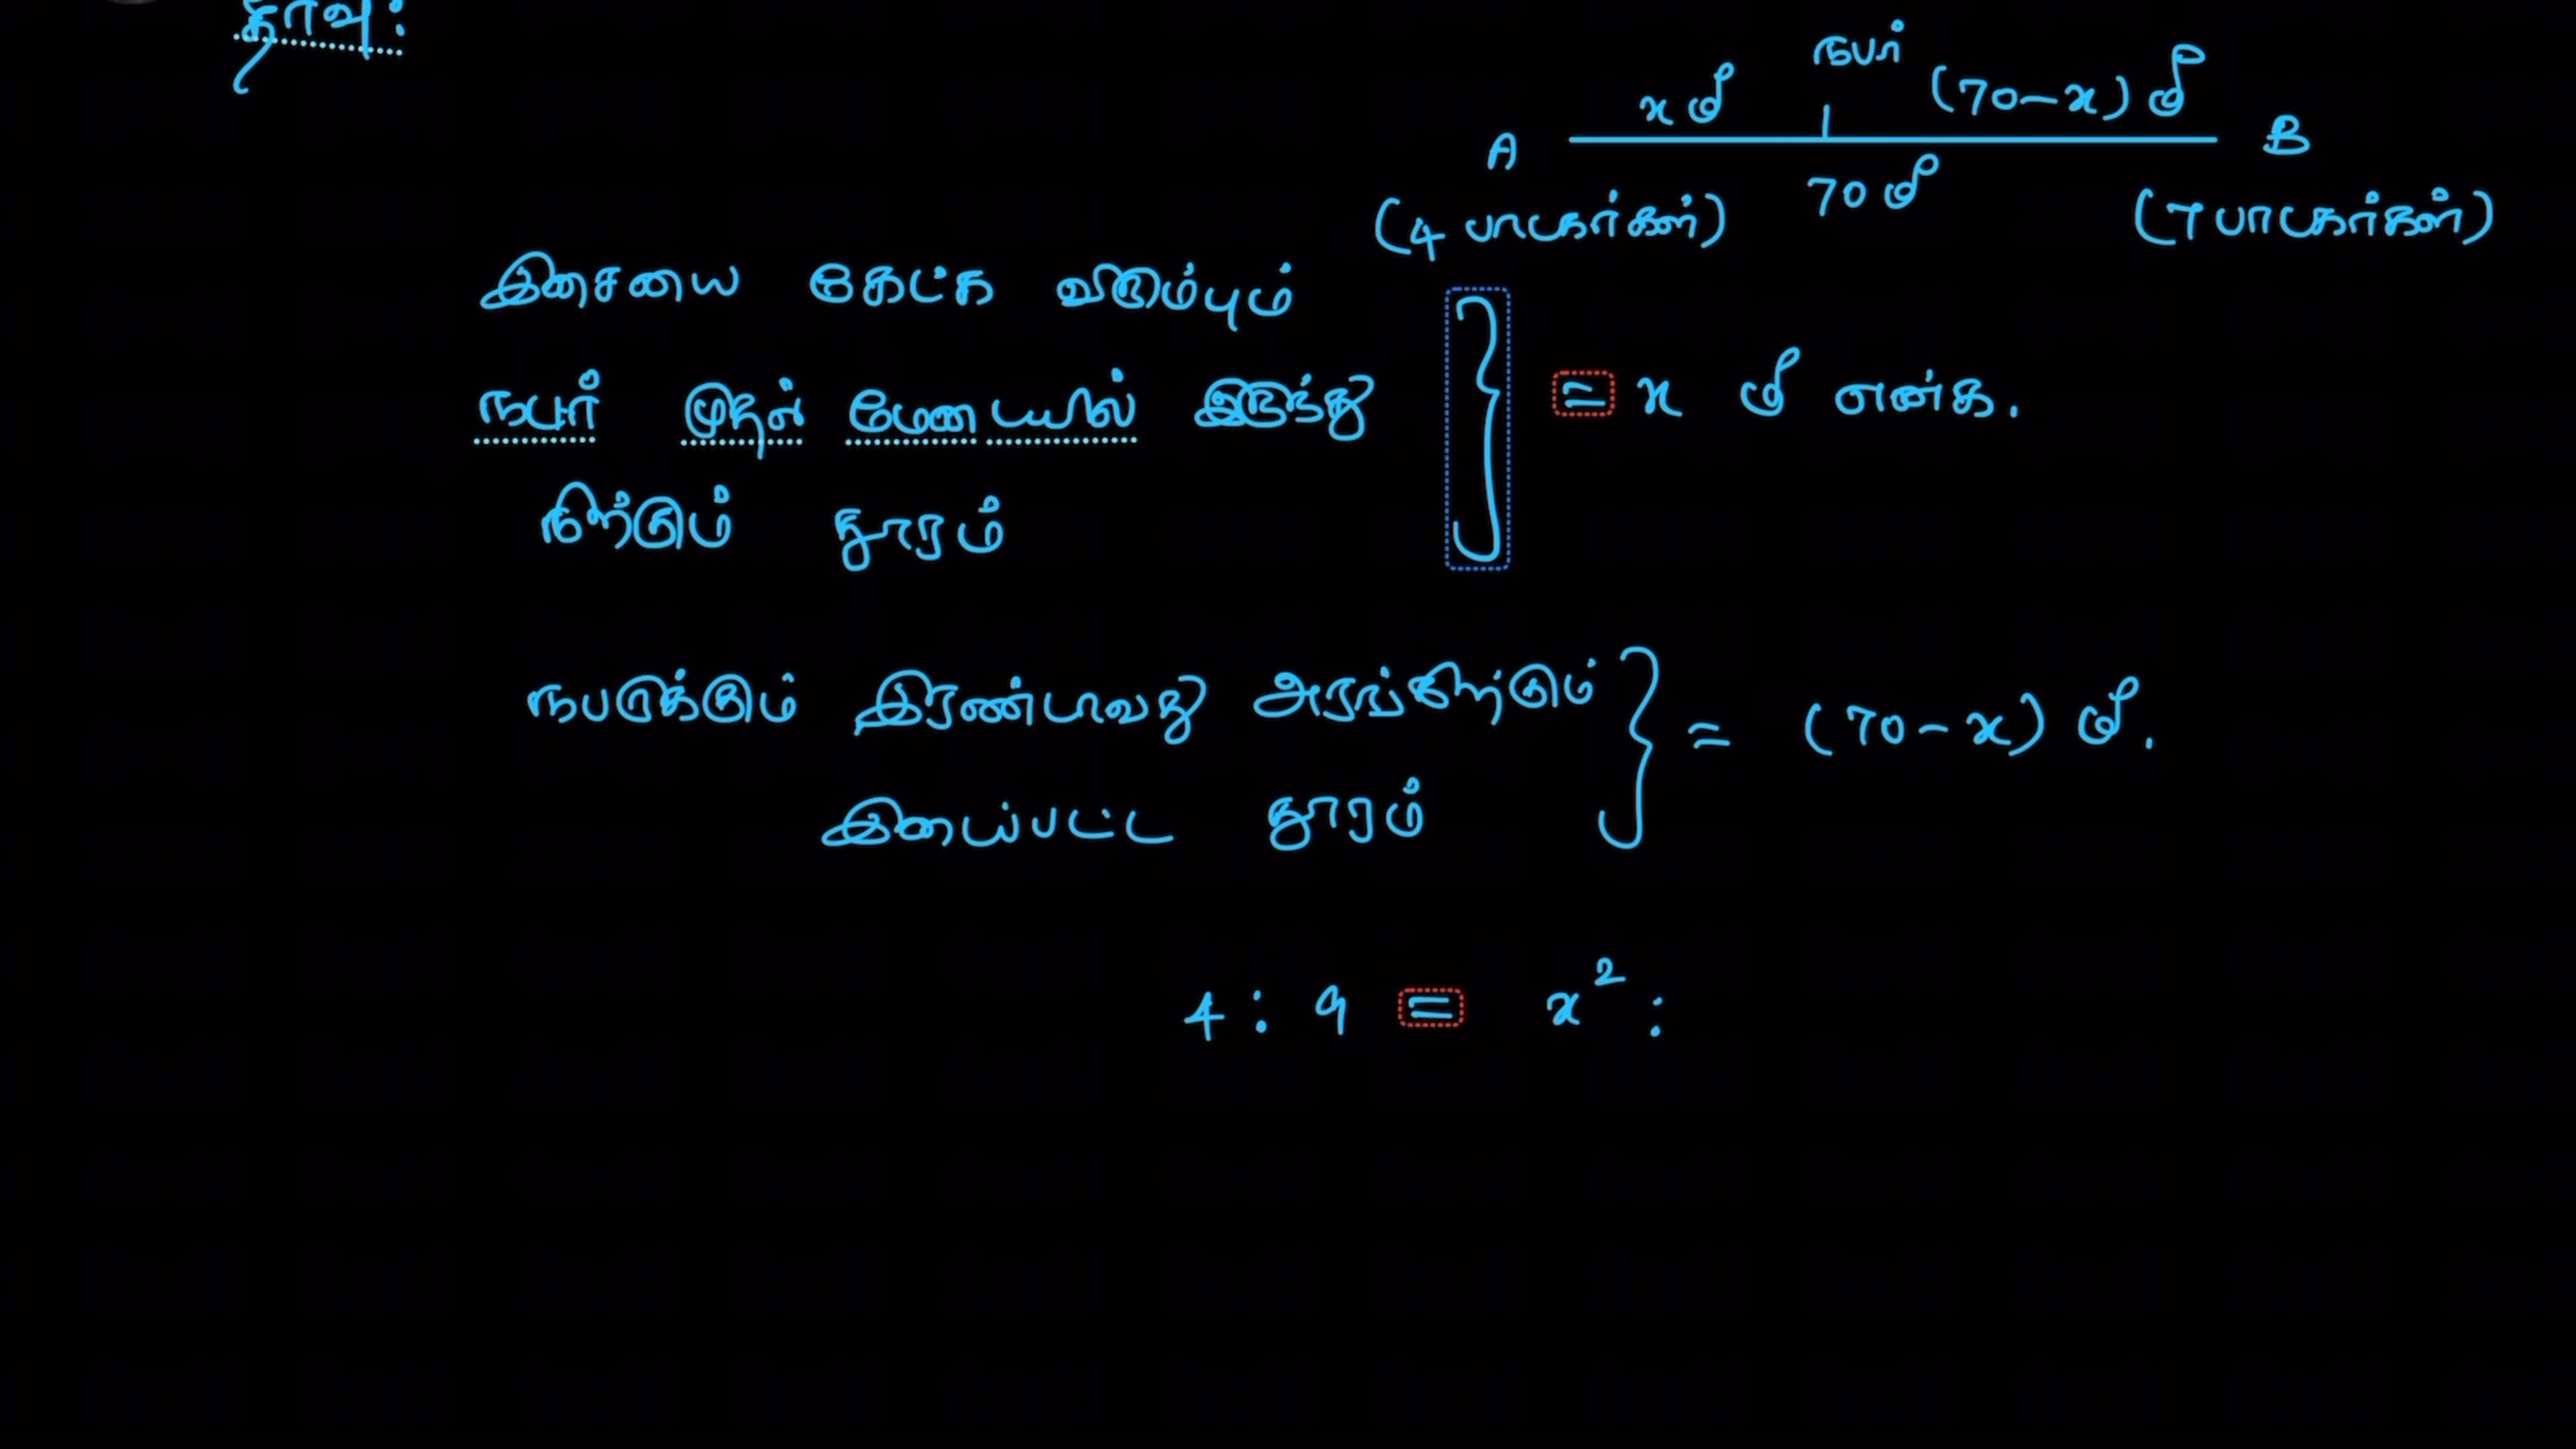 தீர்வு:
x மீ நபர் (70-x) மீ
A B
70 மீ
(4 பாடகர்கள்) (7 பாடகர்கள்)
இசையை கேட்க விரும்பும்
நபர் முதல் மேடையில் இருந்து } = x மீ என்க.
நிற்கும் தூரம்
நபருக்கும் இரண்டாவது அரங்கிற்கும் } = (70-x) மீ.
இடைப்பட்ட தூரம்
4 : 9 = x² :